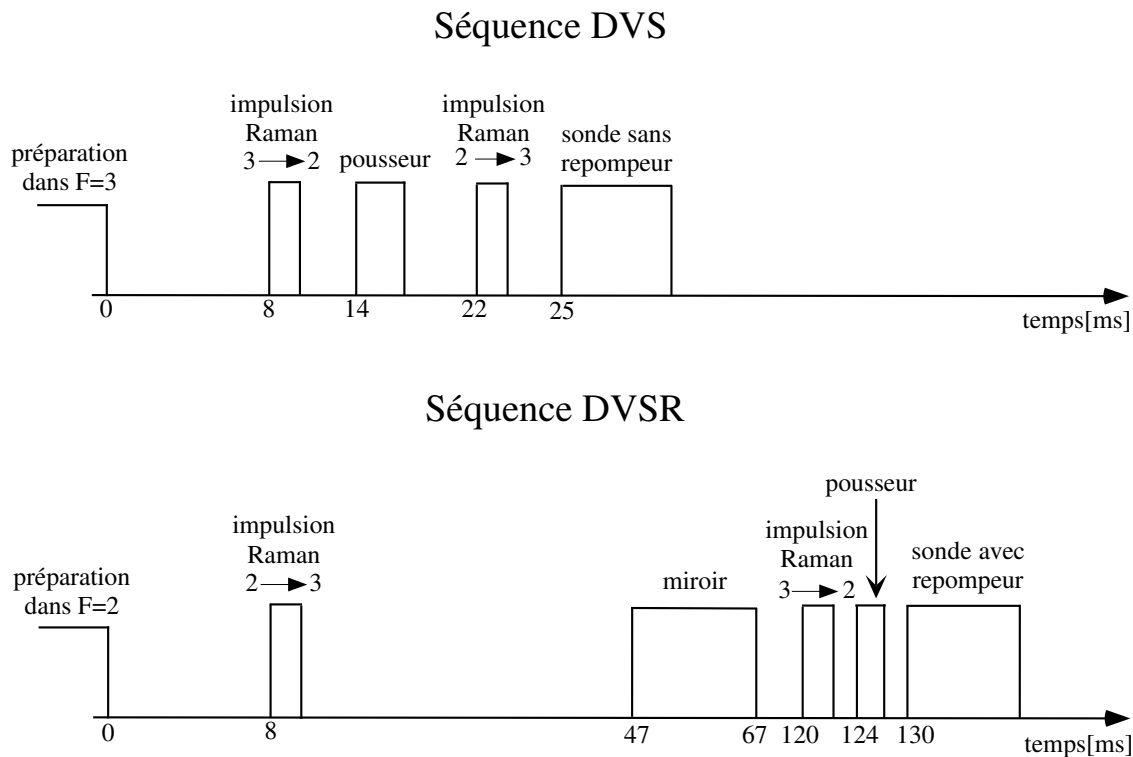 Séquence DVS
impulsion
Raman
3 → 2
impulsion
Raman
2 → 3
préparation
dans F=3
pousseur
sonde sans
repompeur
0
8
14
22
25
temps[ms]
Séquence DVSR
pousseur
impulsion
Raman
2 → 3
impulsion
Raman
3 → 2
préparation
dans F=2
miroir
sonde avec
repompeur
0
8
47
67
120
124
130
temps[ms]